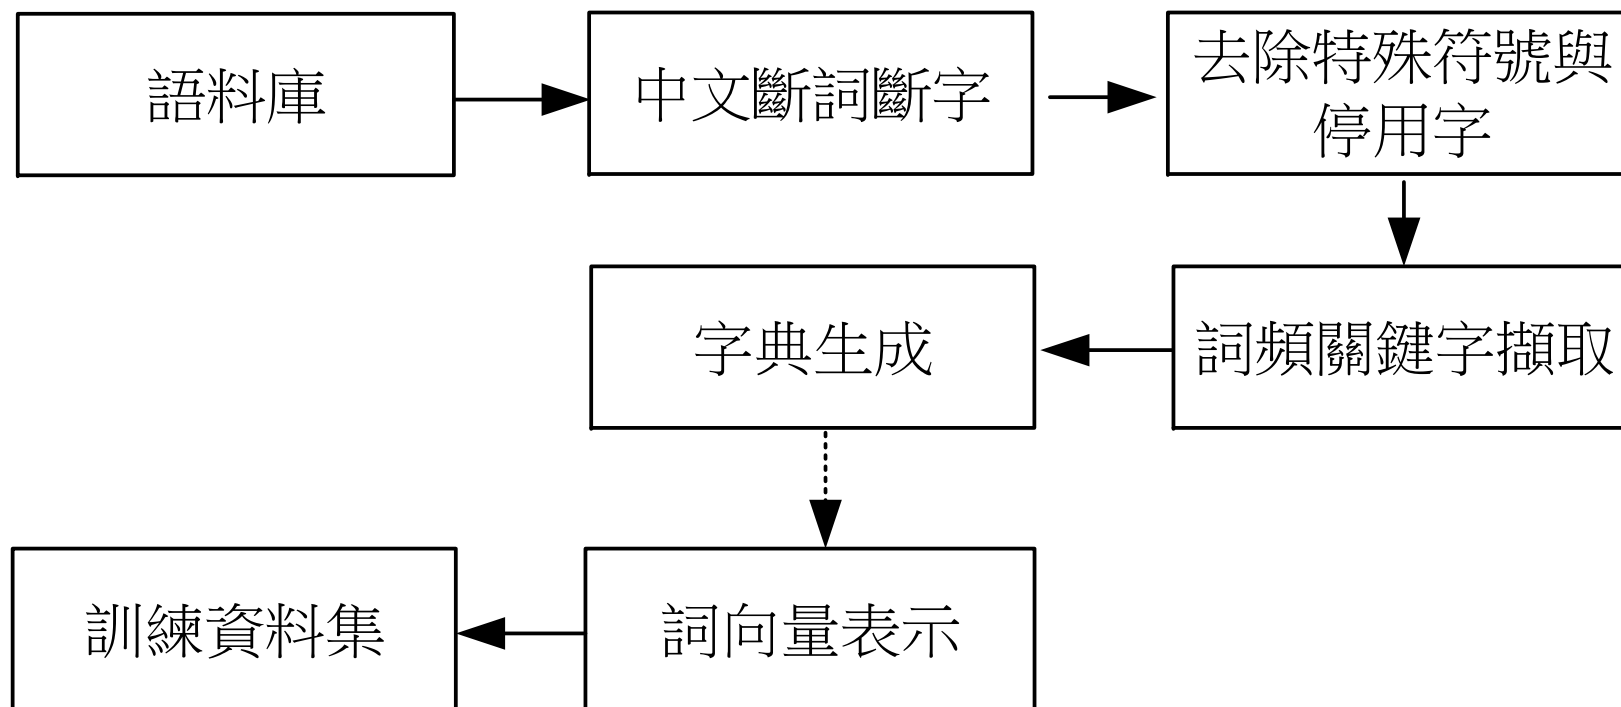 語料庫
中文斷詞斷字
去除特殊符號與
停用字
詞頻關鍵字擷取
字典生成
詞向量表示
訓練資料集